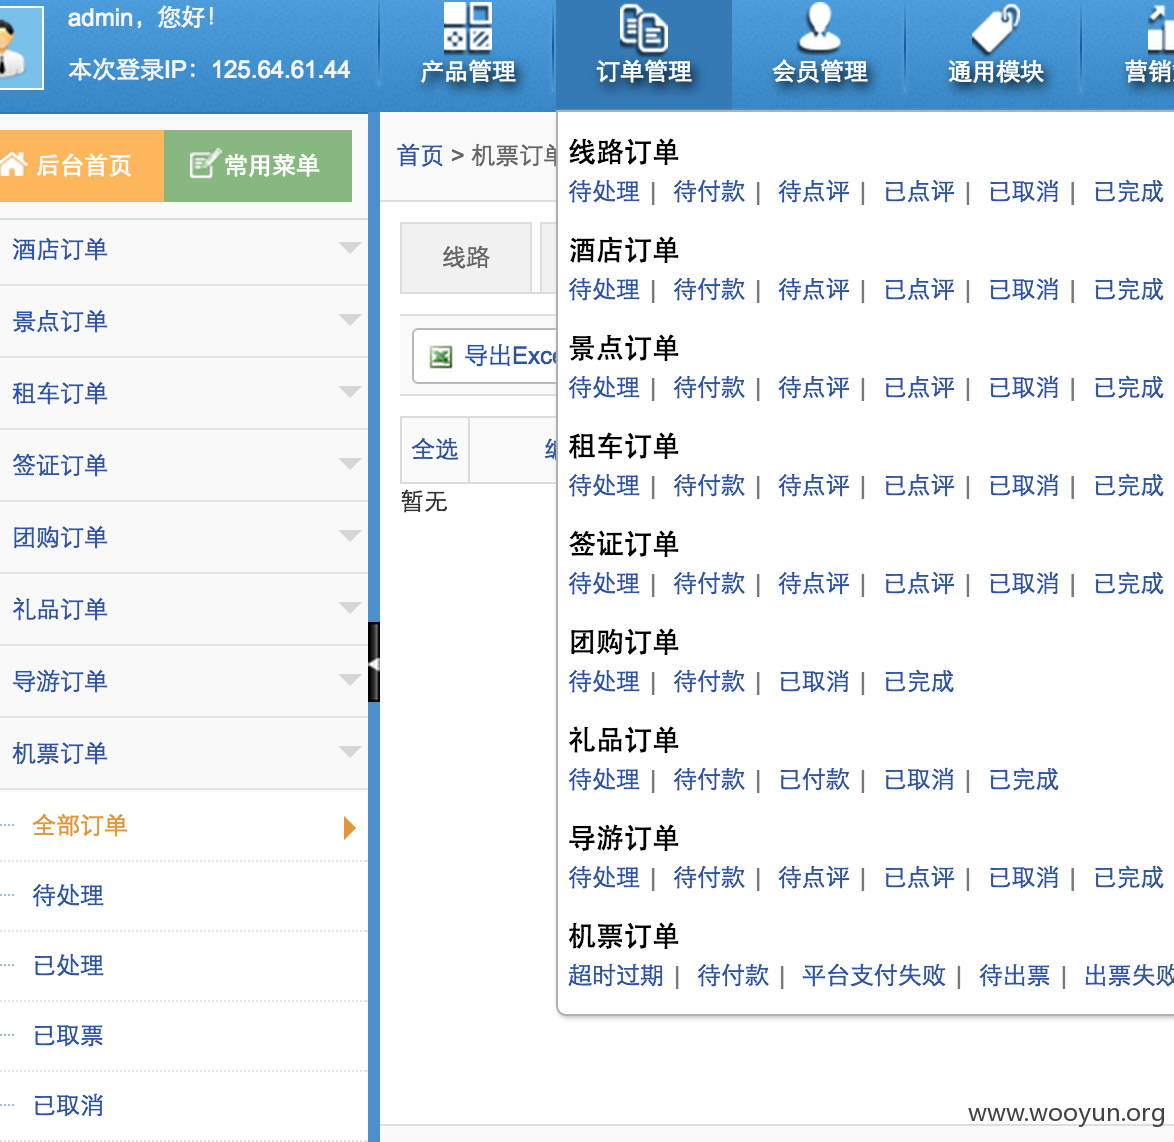 admin，您好！
本次登录IP：125.64.61.44
产品管理
订单管理
会员管理
通用模块
营销
后台首页
常用菜单
酒店订单
景点订单
租车订单
签证订单
团购订单
礼品订单
导游订单
机票订单
全部订单
待处理
已处理
已取票
已取消
首页 > 机票订单
线路
导出Exce
全选
暂无
线路订单
待处理 | 待付款 | 待点评 | 已点评 | 已取消 | 已完成
酒店订单
待处理 | 待付款 | 待点评 | 已点评 | 已取消 | 已完成
景点订单
待处理 | 待付款 | 待点评 | 已点评 | 已取消 | 已完成
租车订单
待处理 | 待付款 | 待点评 | 已点评 | 已取消 | 已完成
签证订单
待处理 | 待付款 | 待点评 | 已点评 | 已取消 | 已完成
团购订单
待处理 | 待付款 | 已取消 | 已完成
礼品订单
待处理 | 待付款 | 已付款 | 已取消 | 已完成
导游订单
待处理 | 待付款 | 待点评 | 已点评 | 已取消 | 已完成
机票订单
超时过期 | 待付款 | 平台支付失败 | 待出票 | 出票失败
www.wooyun.org